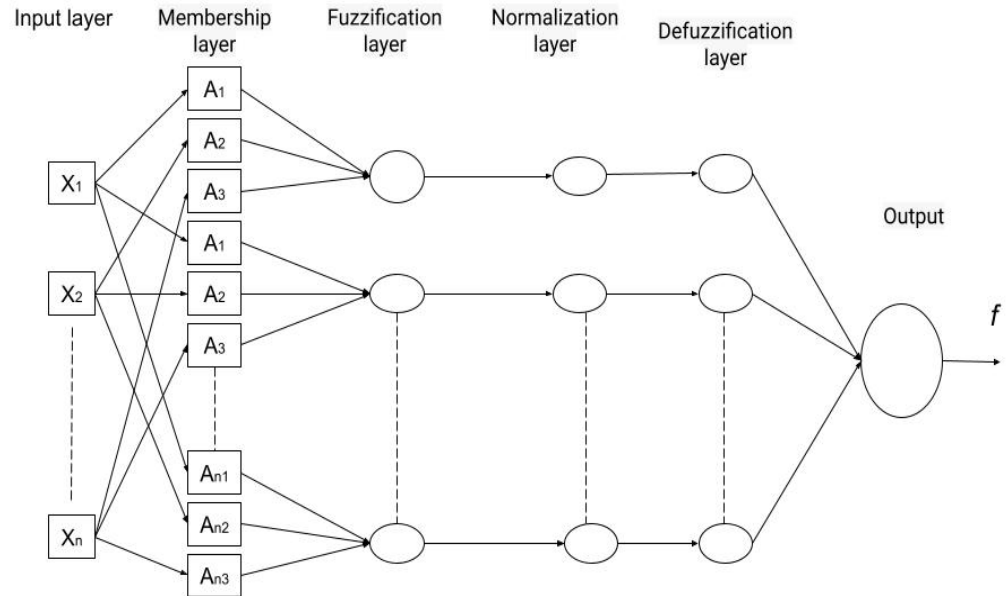 Input layer
Membership
layer
Fuzzification
layer
Normalization
layer
Defuzzification
layer
Output
X1
X2
Xn
A1
A2
A3
A1
A2
A3
An1
An2
An3
f